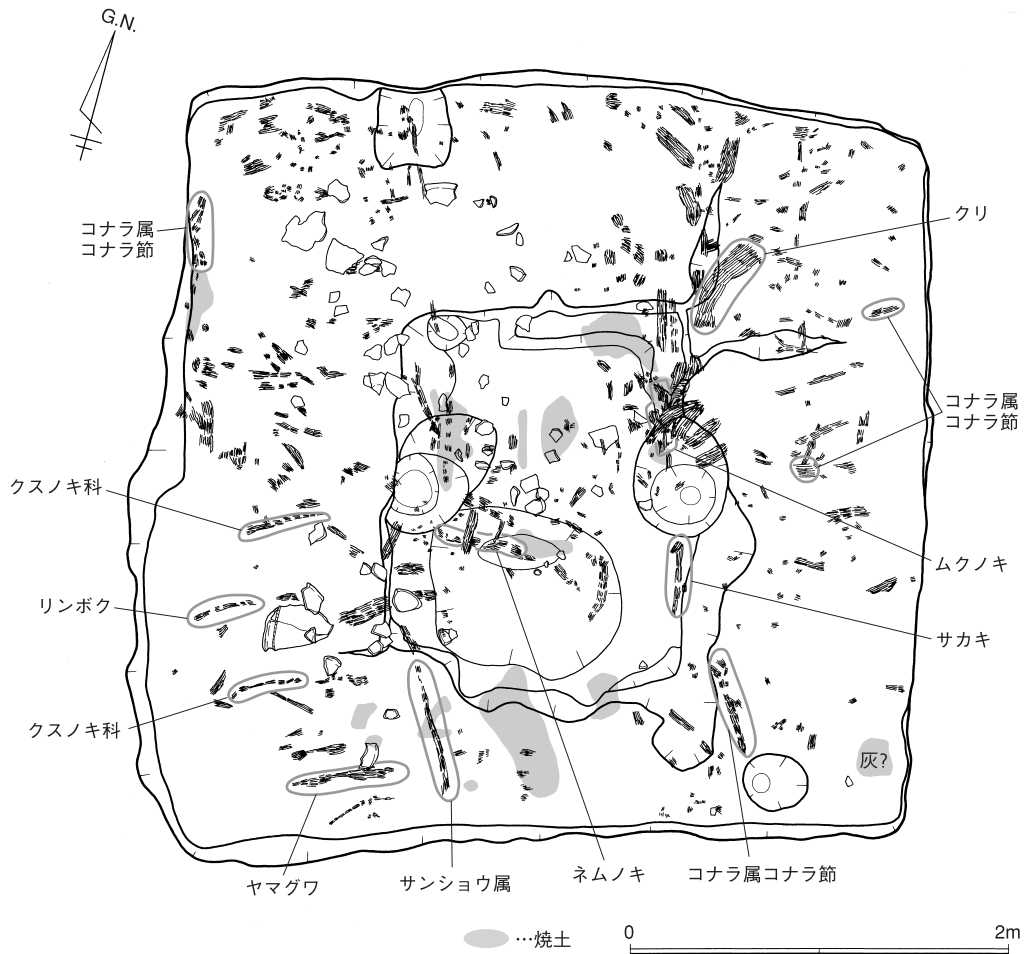 G.N.
コナラ属
コナラ節
クリ
コナラ属
コナラ節
クスノキ科
ムクノキ
リンボク
サカキ
クスノキ科
灰?
ヤマグワ
サンショウ属
ネムノキ
コナラ属コナラ節
…焼土
0
2m